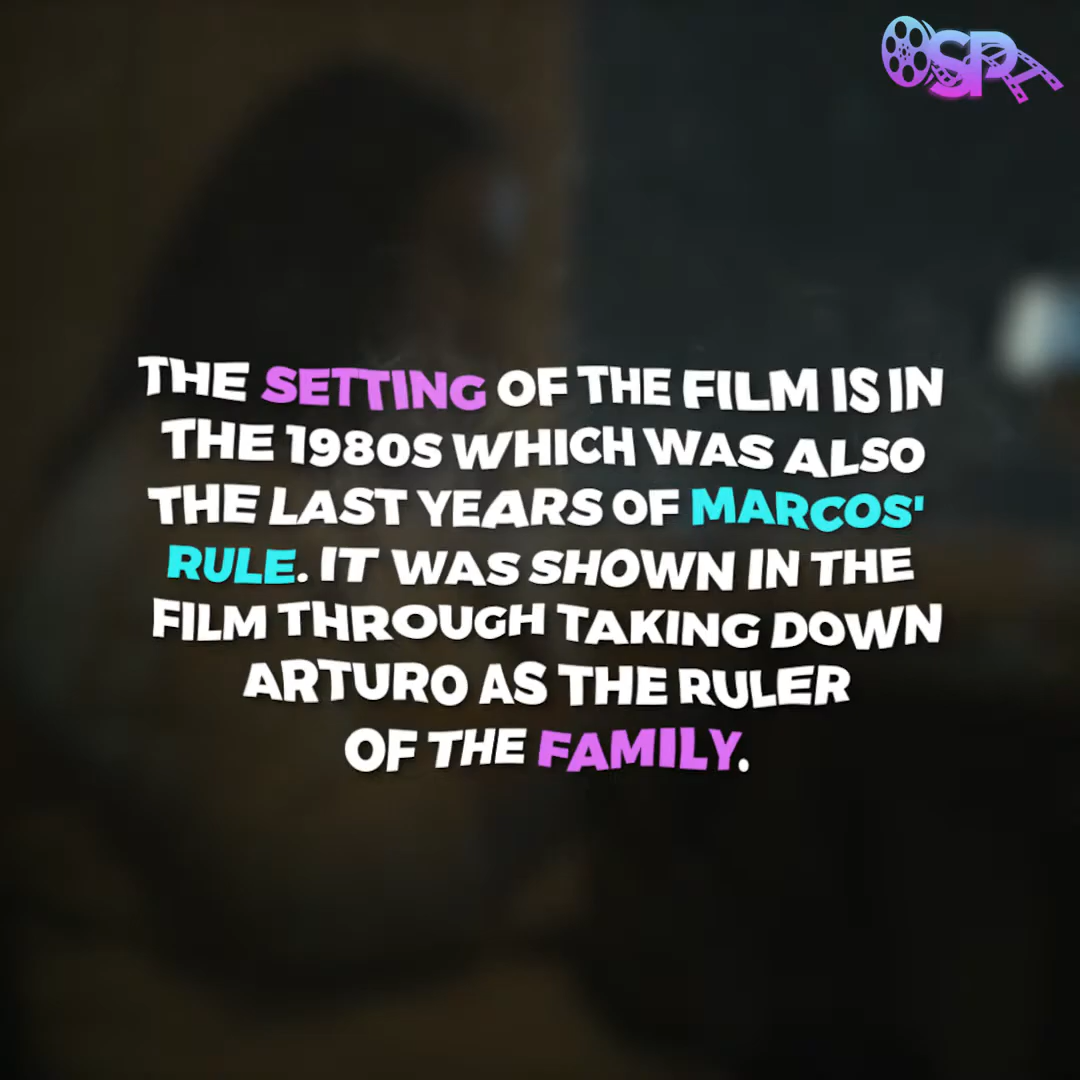 SP
THE SETTING OF THE FILM IS IN
THE 1980S WHICH WAS ALSO
THE LAST YEARS OF MARCOS'
RULE. IT WAS SHOWN IN THE
FILM THROUGH TAKING DOWN
ARTURO AS THE RULER
OF THE FAMILY.